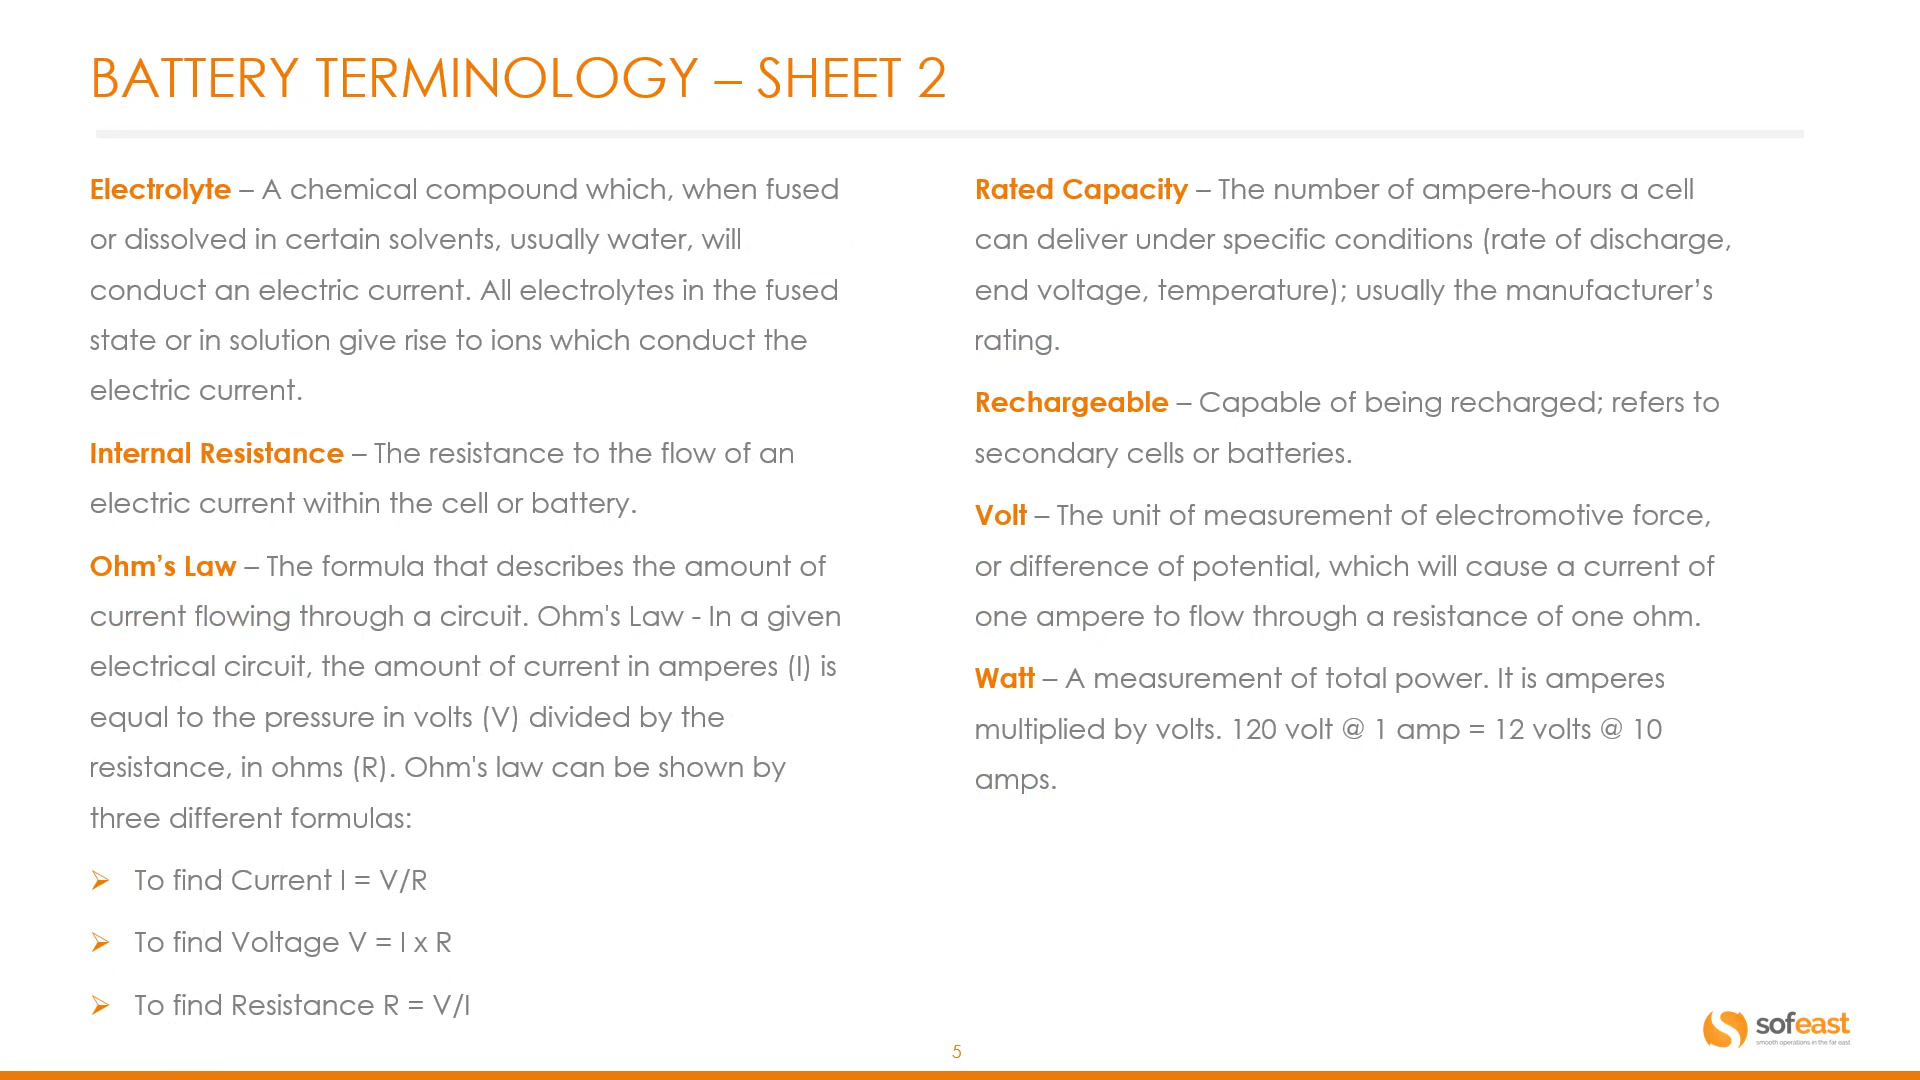 BATTERY TERMINOLOGY – SHEET 2
Electrolyte – A chemical compound which, when fused
or dissolved in certain solvents, usually water, will
conduct an electric current. All electrolytes in the fused
state or in solution give rise to ions which conduct the
electric current.
Internal Resistance – The resistance to the flow of an
electric current within the cell or battery.
Ohm’s Law – The formula that describes the amount of
current flowing through a circuit. Ohm's Law - In a given
electrical circuit, the amount of current in amperes (I) is
equal to the pressure in volts (V) divided by the
resistance, in ohms (R). Ohm's law can be shown by
three different formulas:
➢ To find Current I = V/R
➢ To find Voltage V = I x R
➢ To find Resistance R = V/I
Rated Capacity – The number of ampere-hours a cell
can deliver under specific conditions (rate of discharge,
end voltage, temperature); usually the manufacturer’s
rating.
Rechargeable – Capable of being recharged; refers to
secondary cells or batteries.
Volt – The unit of measurement of electromotive force,
or difference of potential, which will cause a current of
one ampere to flow through a resistance of one ohm.
Watt – A measurement of total power. It is amperes
multiplied by volts. 120 volt @ 1 amp = 12 volts @ 10
amps.
sofeast
smooth operations in the far east
5